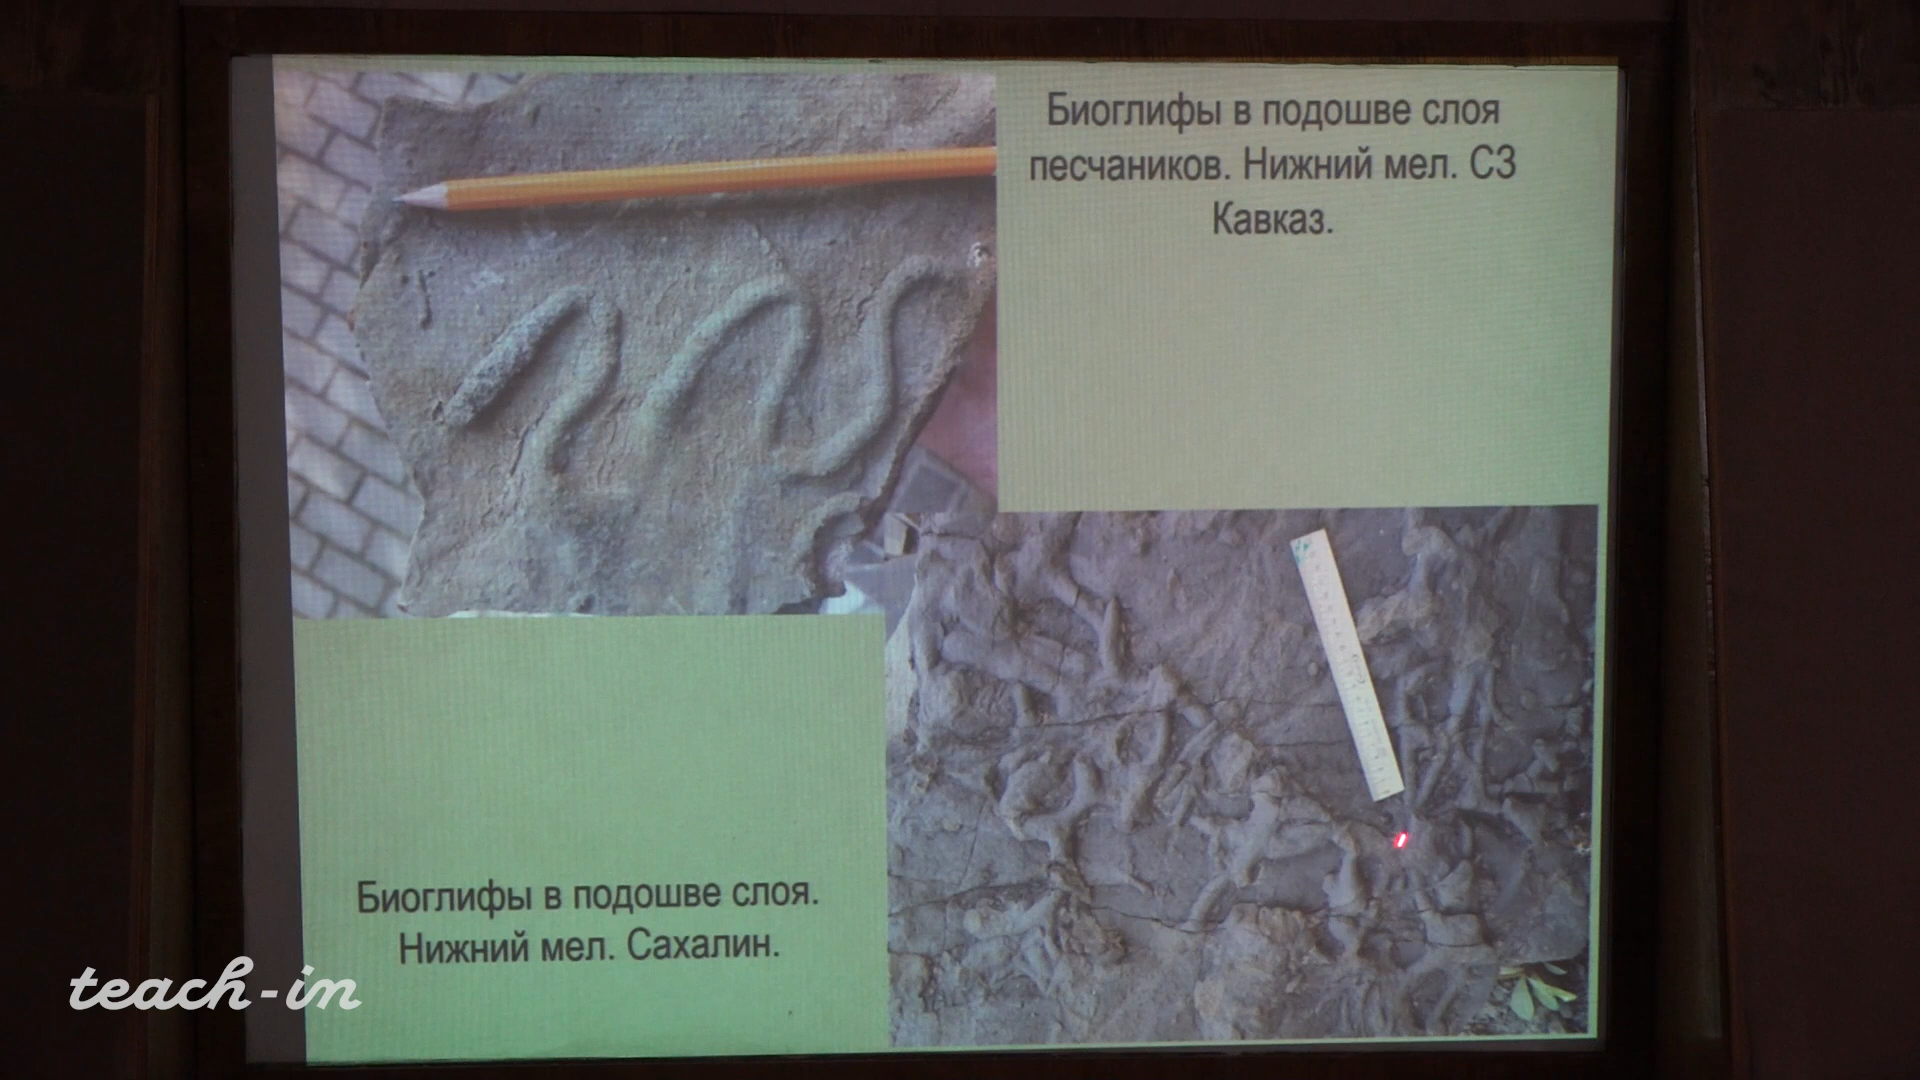 Биоглифы в подошве слоя
песчаников. Нижний мел. СЗ
Кавказ.
Биоглифы в подошве слоя.
Нижний мел. Сахалин.
teach-in